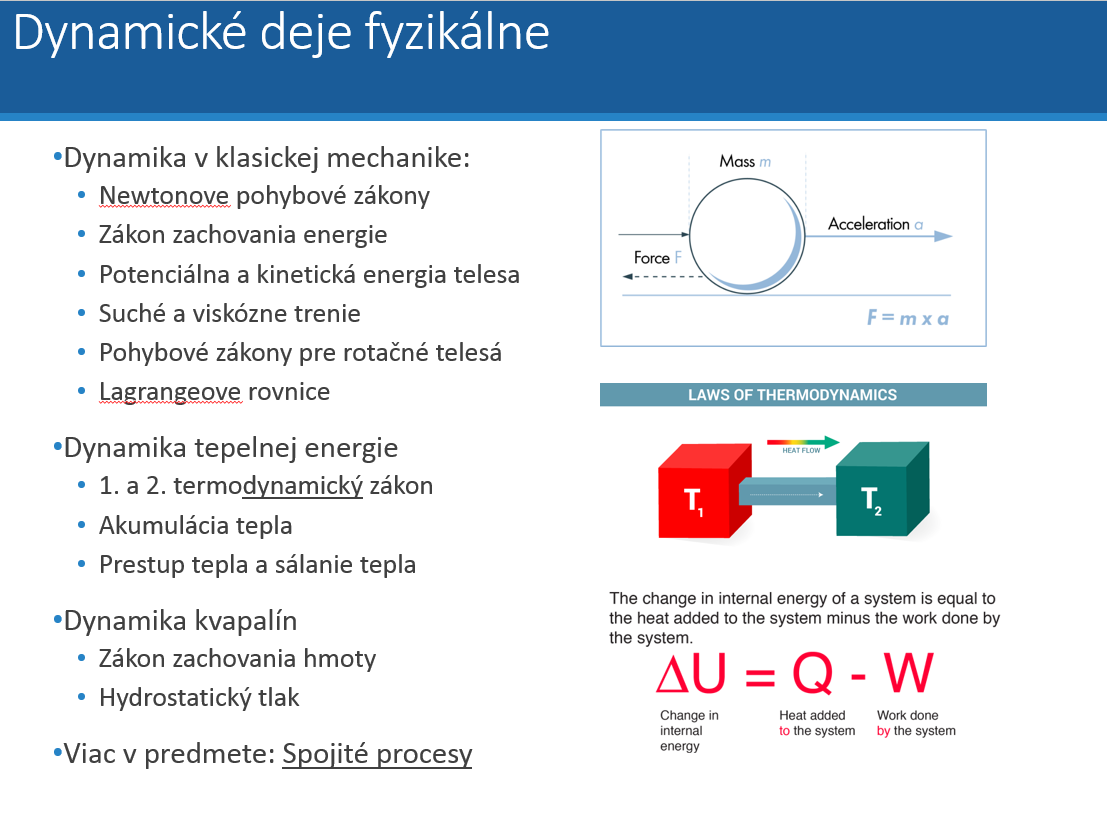 Dynamické deje fyzikálne
•Dynamika v klasickej mechanike:
• Newtonove pohybové zákony
• Zákon zachovania energie
• Potenciálna a kinetická energia telesa
• Suché a viskózne trenie
• Pohybové zákony pre rotačné telesá
• Lagrangeove rovnice
•Dynamika tepelnej energie
• 1. a 2. termodynamický zákon
• Akumulácia tepla
• Prestup tepla a sálanie tepla
•Dynamika kvapalín
• Zákon zachovania hmoty
• Hydrostatický tlak
•Viac v predmete: Spojité procesy
Mass m
Acceleration a
Force F
F = m x a
LAWS OF THERMODYNAMICS
HEAT FLOW
T1
T2
The change in internal energy of a system is equal to
the heat added to the system minus the work done by
the system.
ΔU = Q - W
Change in internal energy
Heat added to the system
Work done by the system